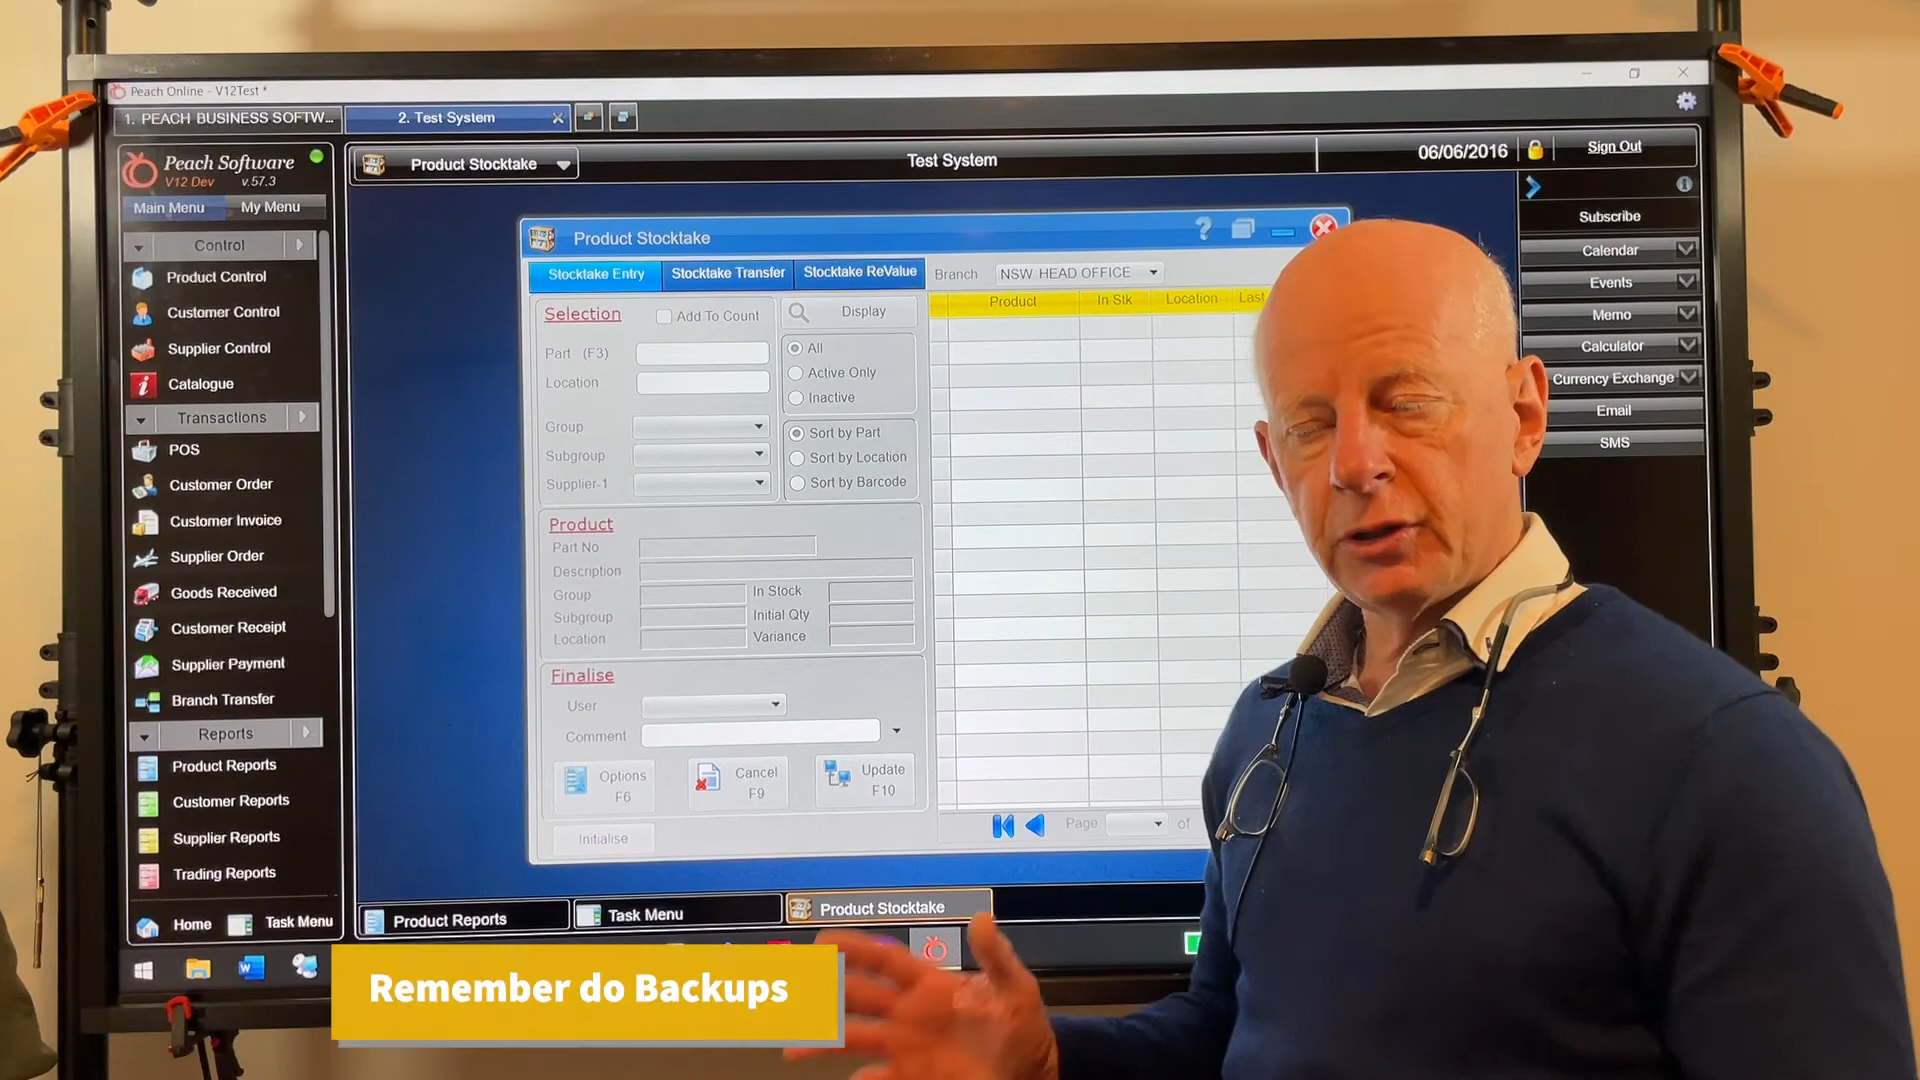 Peach Online - V12Test *
1. PEACH BUSINESS SOFTW...
2. Test System
Peach Software
V12 Dev v.57.3
Main Menu My Menu
Control
Product Control
Customer Control
Supplier Control
Catalogue
Transactions
POS
Customer Order
Customer Invoice
Supplier Order
Goods Received
Customer Receipt
Supplier Payment
Branch Transfer
Reports
Product Reports
Customer Reports
Supplier Reports
Trading Reports
Home Task Menu
Product Stocktake
Test System
06/06/2016
Sign Out
Product Stocktake
Stocktake Entry
Stocktake Transfer
Stocktake ReValue
Branch NSW HEAD OFFICE
Selection
Add To Count
Display
Part (F3)
Location
Group
Subgroup
Supplier-1
All
Active Only
Inactive
Sort by Part
Sort by Location
Sort by Barcode
Product In Stk Location Last
Product
Part No
Description
Group
In Stock
Subgroup
Initial Qty
Location
Variance
Finalise
User
Comment
Options
F6
Cancel
F9
Update
F10
Initialise
Page of
Subscribe
Calendar
Events
Memo
Calculator
Currency Exchange
Email
SMS
Product Reports
Task Menu
Product Stocktake
Remember do Backups